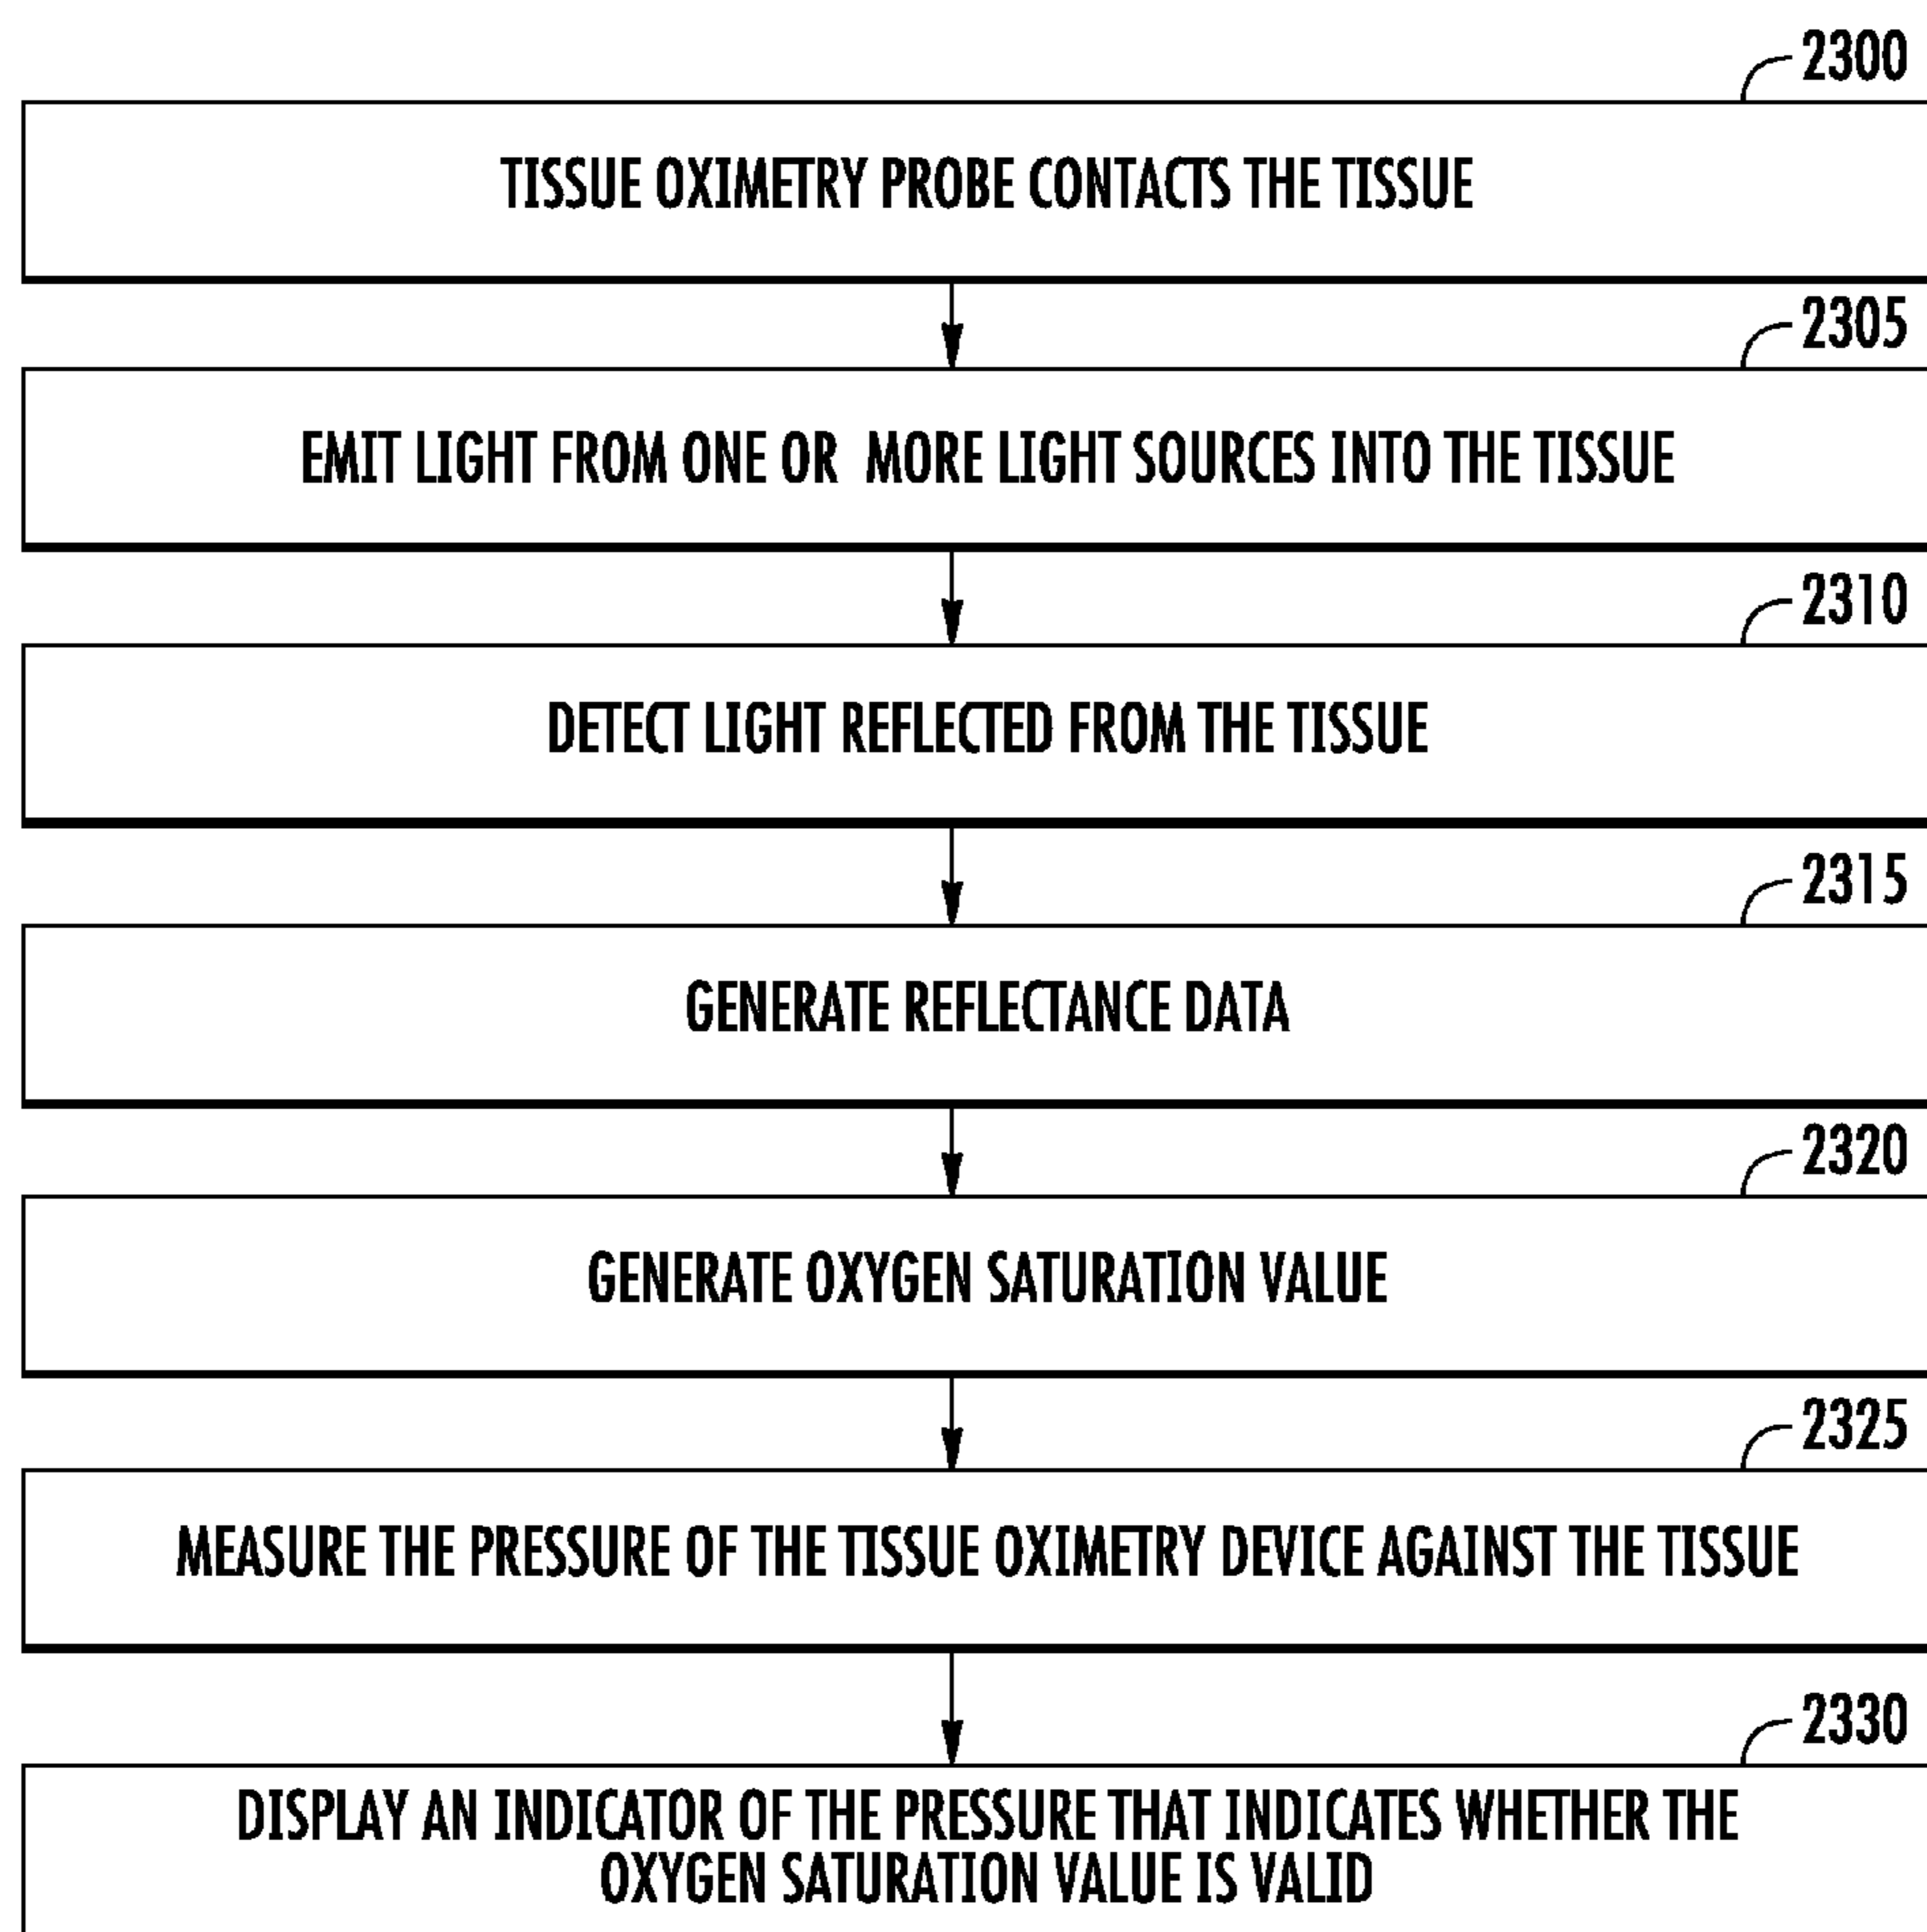 2300
TISSUE OXIMETRY PROBE CONTACTS THE TISSUE
2305
EMIT LIGHT FROM ONE OR MORE LIGHT SOURCES INTO THE TISSUE
2310
DETECT LIGHT REFLECTED FROM THE TISSUE
2315
GENERATE REFLECTANCE DATA
2320
GENERATE OXYGEN SATURATION VALUE
2325
MEASURE THE PRESSURE OF THE TISSUE OXIMETRY DEVICE AGAINST THE TISSUE
2330
DISPLAY AN INDICATOR OF THE PRESSURE THAT INDICATES WHETHER THE
OXYGEN SATURATION VALUE IS VALID